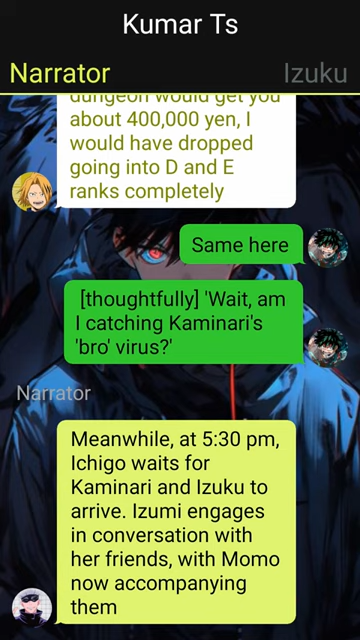 Kumar Ts
Narrator
Izuku
dungeon would get you
about 400,000 yen, I
would have dropped
going into D and E
ranks completely
Same here
[thoughtfully] 'Wait, am
I catching Kaminari's
'bro' virus?'
Narrator
Meanwhile, at 5:30 pm,
Ichigo waits for
Kaminari and Izuku to
arrive. Izumi engages
in conversation with
her friends, with Momo
now accompanying
them